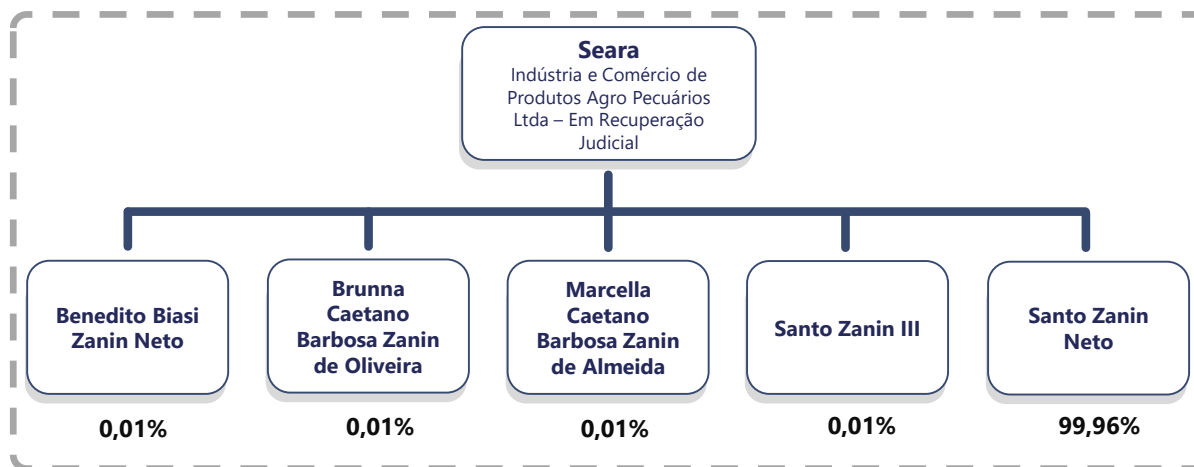 Seara
Indústria e Comércio de
Produtos Agro Pecuários
Ltda – Em Recuperação
Judicial
Benedito Biasi
Zanin Neto
Brunna
Caetano
Barbosa Zanin
de Oliveira
Marcella
Caetano
Barbosa Zanin
de Almeida
Santo Zanin III
Santo Zanin
Neto
0,01%
0,01%
0,01%
0,01%
99,96%